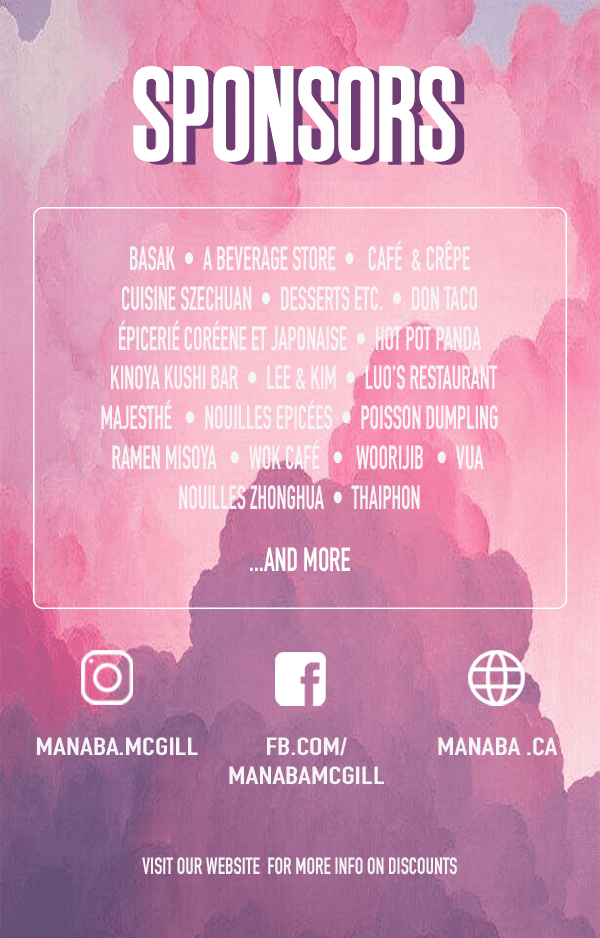 SPONSORS
BASAK • A BEVERAGE STORE • CAFÉ & CRÊPE
CUISINE SZECHUAN • DESSERTS ETC. • DON TACO
ÉPICERIÉ CORÉENE ET JAPONAISE • HOT POT PANDA
KINOYA KUSHI BAR • LEE & KIM • LUO'S RESTAURANT
MAJESTHÉ • NOUILLES EPICÉES • POISSON DUMPLING
RAMEN MISOYA • WOK CAFÉ • WOORIJIB • VUA
NOUILLES ZHONGHUA • THAIPHON
...AND MORE
MANABA.MCGILL
FB.COM/
MANABAMCGILL
MANABA .CA
VISIT OUR WEBSITE FOR MORE INFO ON DISCOUNTS